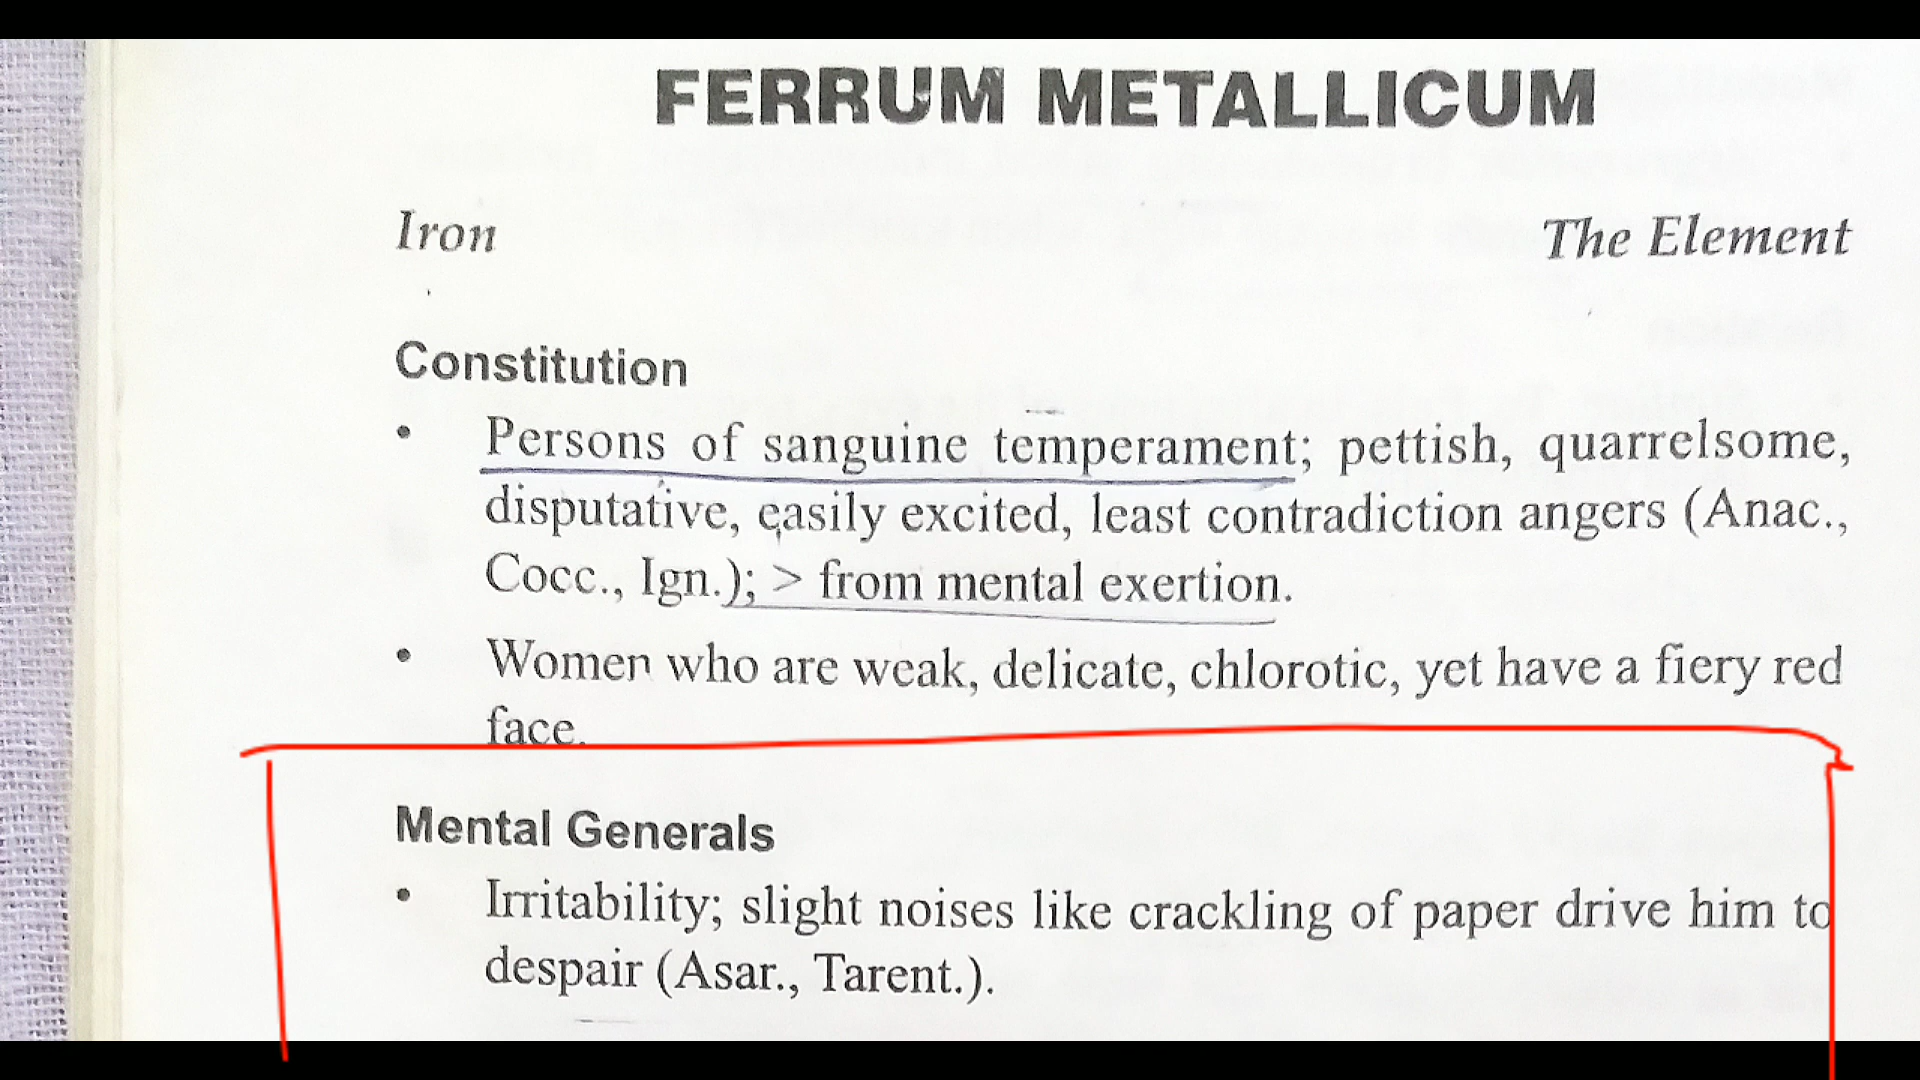 FERRUM METALLICUM
Iron The Element
Constitution
• Persons of sanguine temperament; pettish, quarrelsome,
disputative, easily excited, least contradiction angers (Anac.,
Cocc., Ign.); > from mental exertion.
• Women who are weak, delicate, chlorotic, yet have a fiery red
face.
Mental Generals
• Irritability; slight noises like crackling of paper drive him to
despair (Asar., Tarent.).